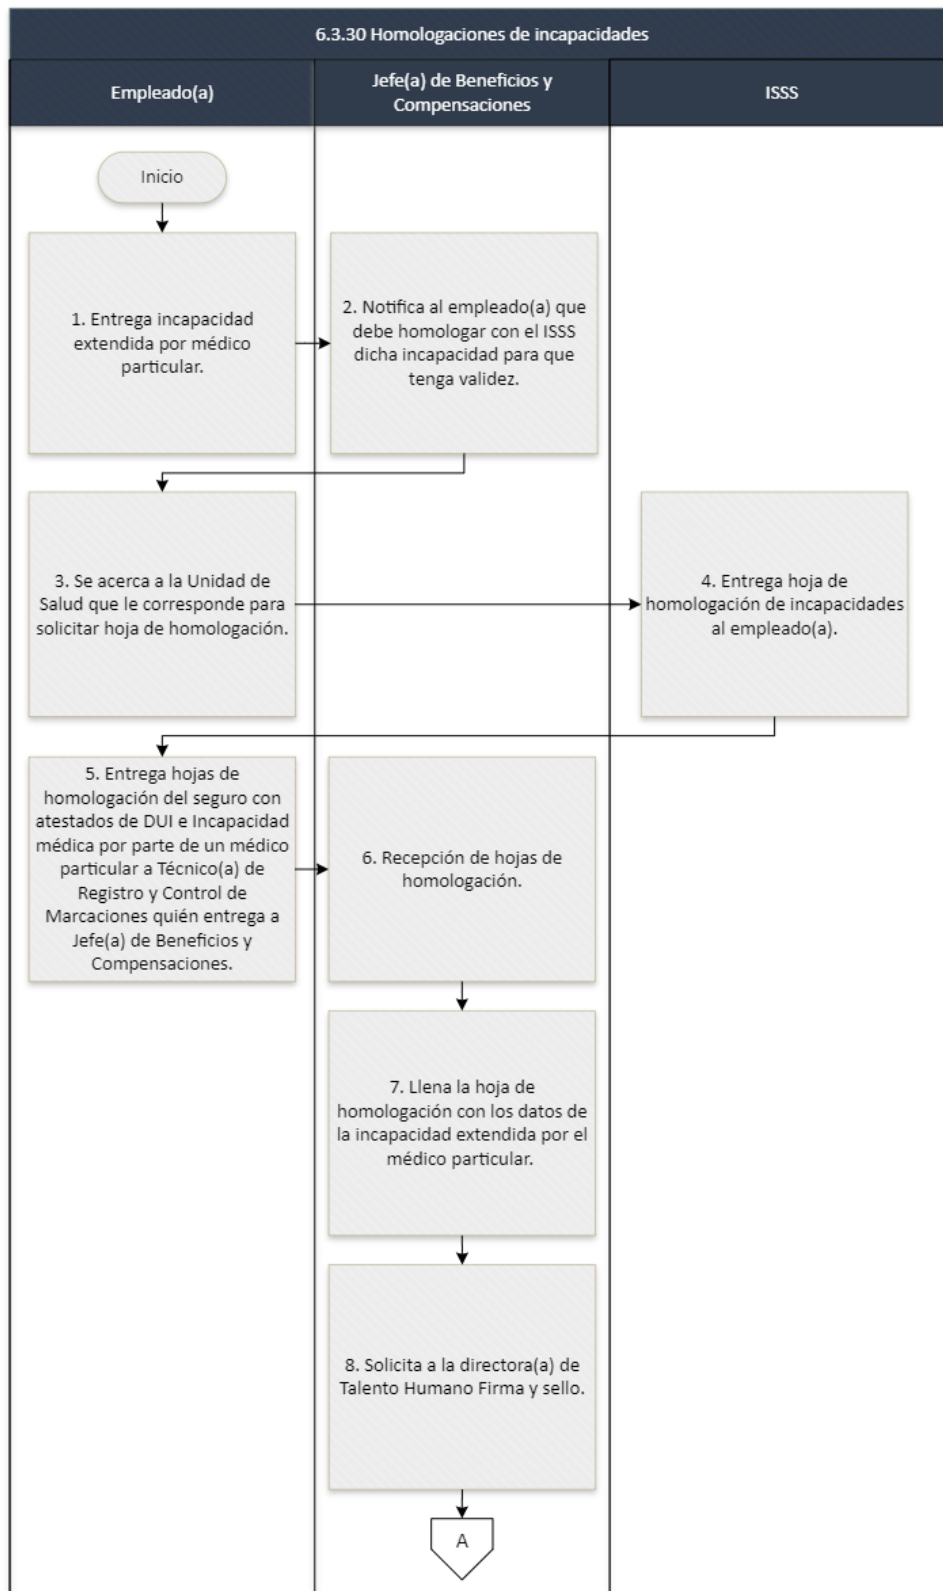 6.3.30 Homologaciones de incapacidades
Empleado(a)
Jefe(a) de Beneficios y
Compensaciones
ISSS
Inicio
1. Entrega incapacidad
extendida por médico
particular.
2. Notifica al empleado(a) que
debe homologar con el ISSS
dicha incapacidad para que
tenga validez.
3. Se acerca a la Unidad de
Salud que le corresponde para
solicitar hoja de homologación.
4. Entrega hoja de
homologación de incapacidades
al empleado(a).
5. Entrega hojas de
homologación del seguro con
atestados de DUI e Incapacidad
médica por parte de un médico
particular a Técnico(a) de
Registro y Control de
Marcaciones quién entrega a
Jefe(a) de Beneficios y
Compensaciones.
6. Recepción de hojas de
homologación.
7. Llena la hoja de
homologación con los datos de
la incapacidad extendida por el
médico particular.
8. Solicita a la directora(a) de
Talento Humano Firma y sello.
A